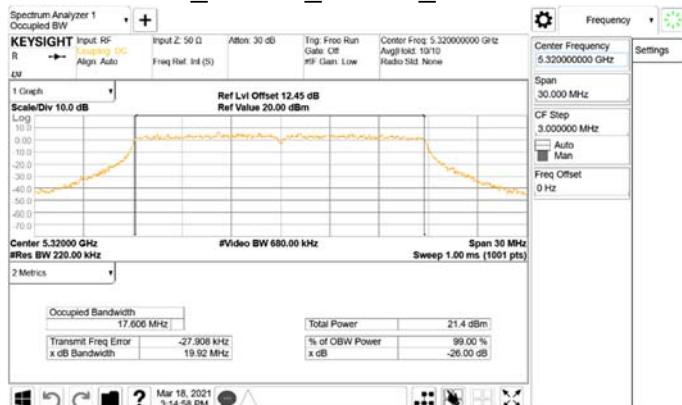 Spectrum Analyzer 1
Occupied BW
KEYSIGHT
Input: RF
Coupling: DC
Align: Auto
Input Z: 50 Ω
Freq Ref: Int (S)
Atten: 30 dB
Trig: Free Run
Gate: Off
#IF Gain: Low
Center Freq: 5.320000000 GHz
Avg|Hold: 10/10
Radio Std: None
R
LXI
1 Graph
Scale/Div 10.0 dB
Ref Lvl Offset 12.45 dB
Ref Value 20.00 dBm
Log
10.0
0.00
-10.0
-20.0
-30.0
-40.0
-50.0
-60.0
-70.0
Center 5.32000 GHz
#Res BW 220.00 kHz
#Video BW 680.00 kHz
Span 30 MHz
Sweep 1.00 ms (1001 pts)
2 Metrics
Occupied Bandwidth
17.606 MHz
Transmit Freq Error -27.908 kHz
x dB Bandwidth 19.92 MHz
Total Power 21.4 dBm
% of OBW Power 99.00 %
x dB -26.00 dB
Mar 18, 2021
3:14:58 PM
Frequency
Center Frequency
5.320000000 GHz
Span
30.000 MHz
CF Step
3.000000 MHz
Auto
Man
Freq Offset
0 Hz
Settings